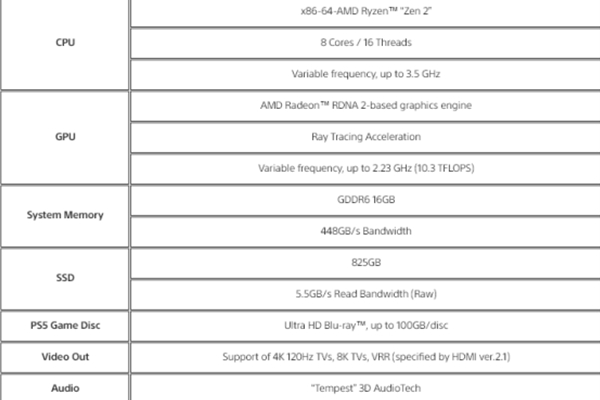 x86-64-AMD Ryzen™ "Zen 2"
CPU
8 Cores / 16 Threads
Variable frequency, up to 3.5 GHz
AMD Radeon™ RDNA 2-based graphics engine
GPU
Ray Tracing Acceleration
Variable frequency, up to 2.23 GHz (10.3 TFLOPS)
System Memory
GDDR6 16GB
448GB/s Bandwidth
SSD
825GB
5.5GB/s Read Bandwidth (Raw)
PS5 Game Disc
Ultra HD Blu-ray™, up to 100GB/disc
Video Out
Support of 4K 120Hz TVs, 8K TVs, VRR (specified by HDMI ver.2.1)
Audio
"Tempest" 3D AudioTech